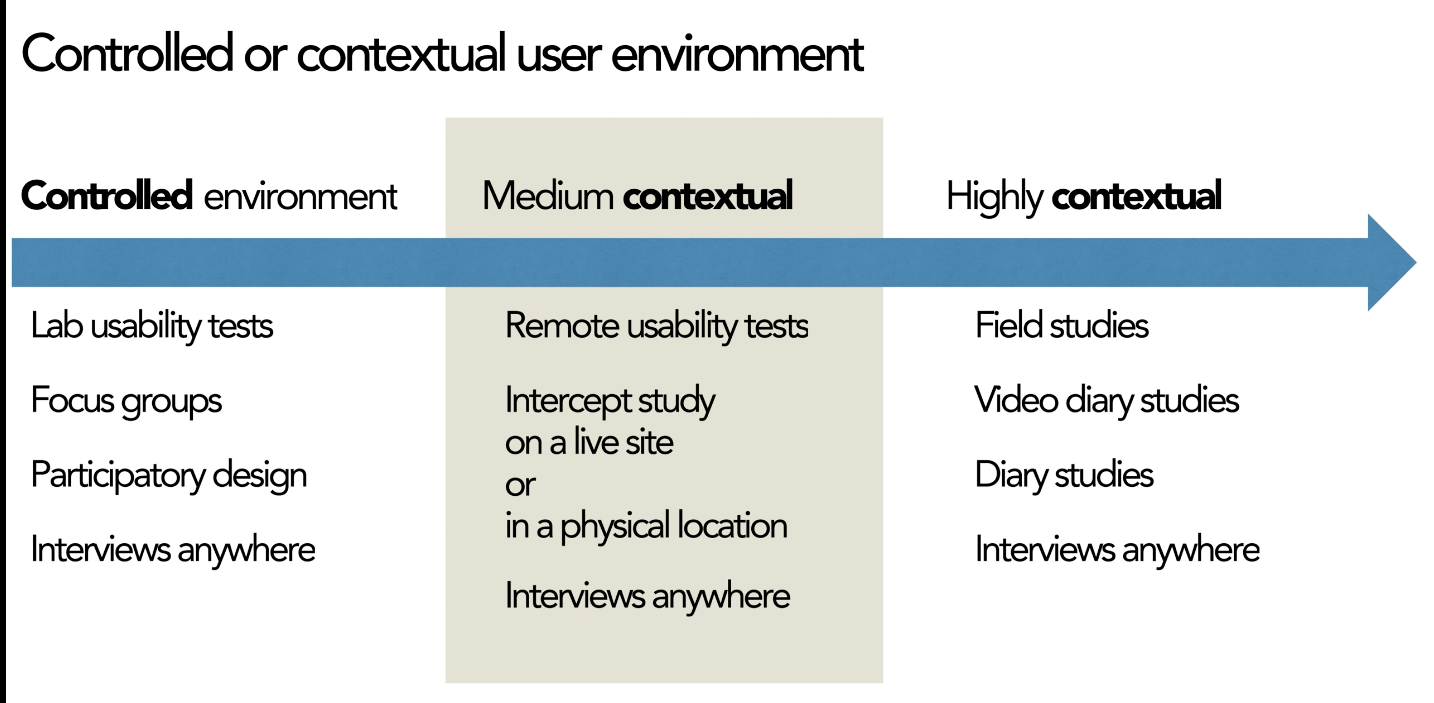 Controlled or contextual user environment
Controlled environment
Medium contextual
Highly contextual
Lab usability tests
Focus groups
Participatory design
Interviews anywhere
Remote usability tests
Intercept study
on a live site
or
in a physical location
Interviews anywhere
Field studies
Video diary studies
Diary studies
Interviews anywhere